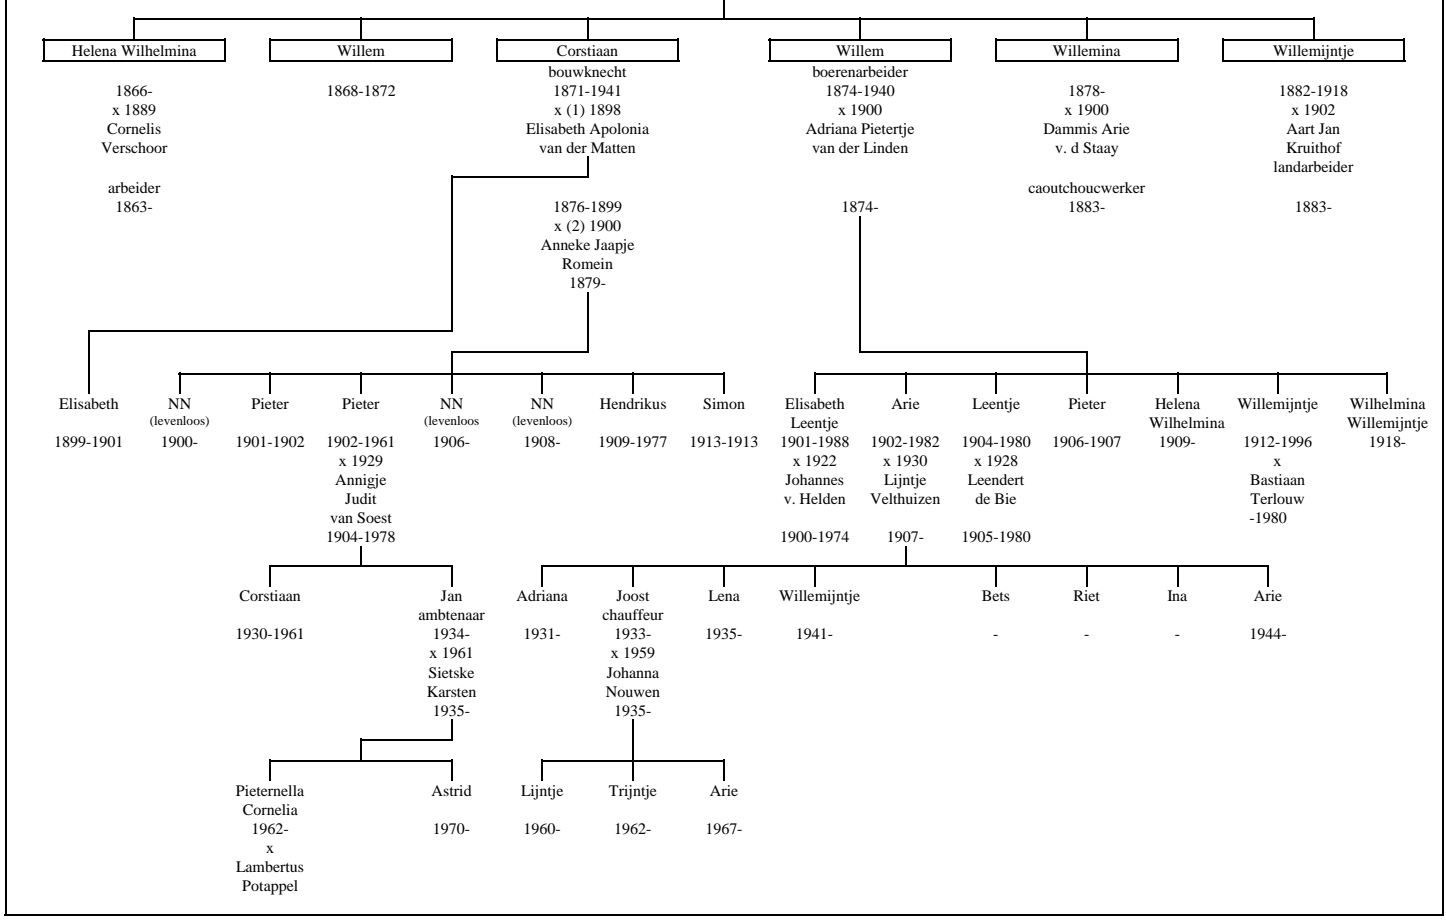 Helena Wilhelmina
1866-
x 1889
Cornelis
Verschoor
arbeider
1863-
Willem
1868-1872
Corstiaan
bouwknecht
1871-1941
x (1) 1898
Elisabeth Apolonia
van der Matten
1876-1899
x (2) 1900
Anneke Jaapje
Romein
1879-
Willem
boerenarbeider
1874-1940
x 1900
Adriana Pietertje
van der Linden
1874-
Willemina
1878-
x 1900
Dammis Arie
v. d Staay
caoutchoucwerker
1883-
Willemijntje
1882-1918
x 1902
Aart Jan
Kruithof
landarbeider
1883-
Elisabeth
1899-1901
NN
(levenloos)
1900-
Pieter
1901-1902
Pieter
1902-1961
x 1929
Annigje
Judit
van Soest
1904-1978
NN
(levenloos
1906-
NN
(levenloos)
1908-
Hendrikus
1909-1977
Simon
1913-1913
Elisabeth
Leentje
1901-1988
x 1922
Johannes
v. Helden
1900-1974
Arie
1902-1982
x 1930
Lijntje
Velthuizen
1907-
Leentje
1904-1980
x 1928
Leendert
de Bie
1905-1980
Pieter
1906-1907
Helena
Wilhelmina
1909-
Willemijntje
1912-1996
x
Bastiaan
Terlouw
-1980
Wilhelmina
Willemijntje
1918-
Corstiaan
1930-1961
Jan
ambtenaar
1934-
x 1961
Sietske
Karsten
1935-
Adriana
1931-
Joost
chauffeur
1933-
x 1959
Johanna
Nouwen
1935-
Lena
1935-
Willemijntje
1941-
Bets
-
Riet
-
Ina
-
Arie
1944-
Pieternella
Cornelia
1962-
x
Lambertus
Potappel
Astrid
1970-
Lijntje
1960-
Trijntje
1962-
Arie
1967-